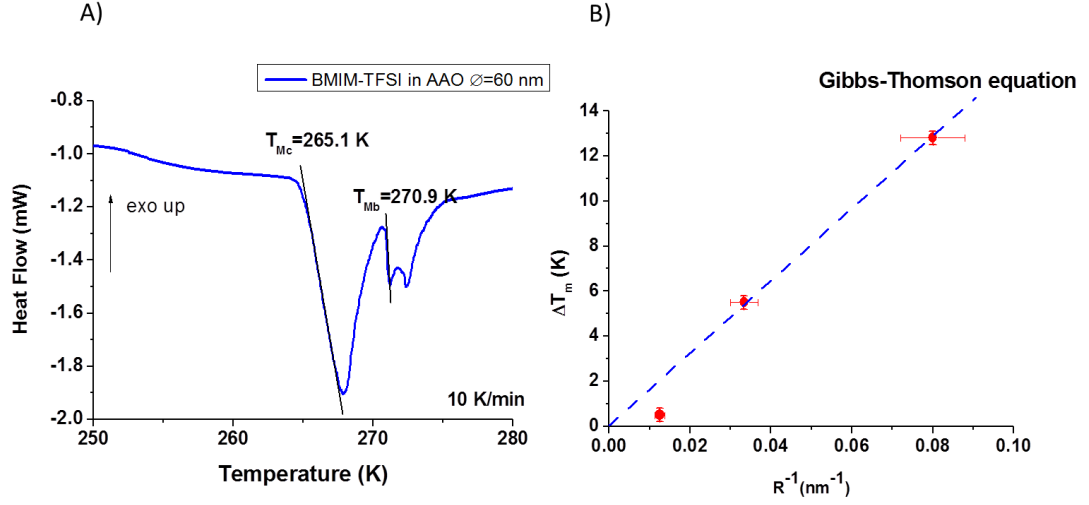 A)
BMIM-TFSI in AAO ∅=60 nm
-0.8
-1.0
-1.2
-1.4
-1.6
-1.8
-2.0
Heat Flow (mW)
T_Mc=265.1 K
T_Mb=270.9 K
exo up
10 K/min
250
260
270
280
Temperature (K)
B)
Gibbs-Thomson equation
14
12
10
8
6
4
2
0
ΔT_m (K)
0.00
0.02
0.04
0.06
0.08
0.10
R⁻¹(nm⁻¹)